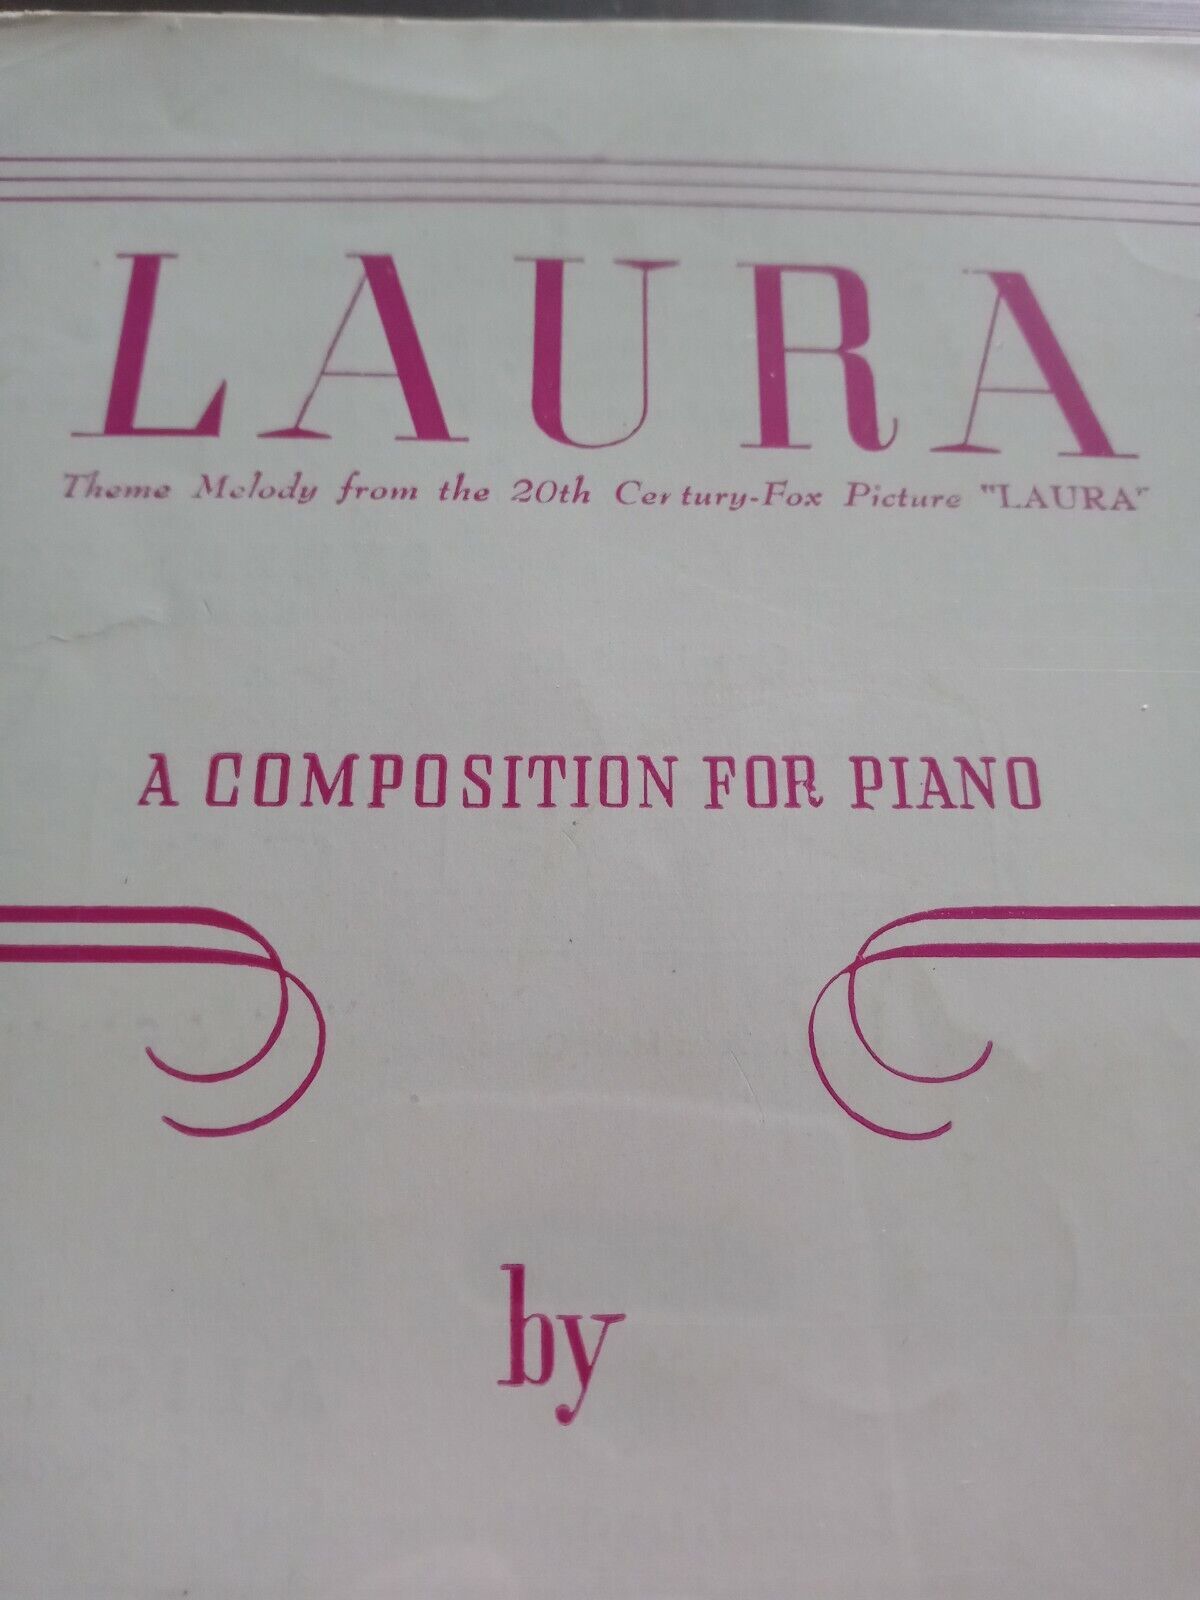 LAURA
Theme Melody from the 20th Century-Fox Picture "LAURA"
A COMPOSITION FOR PIANO
by